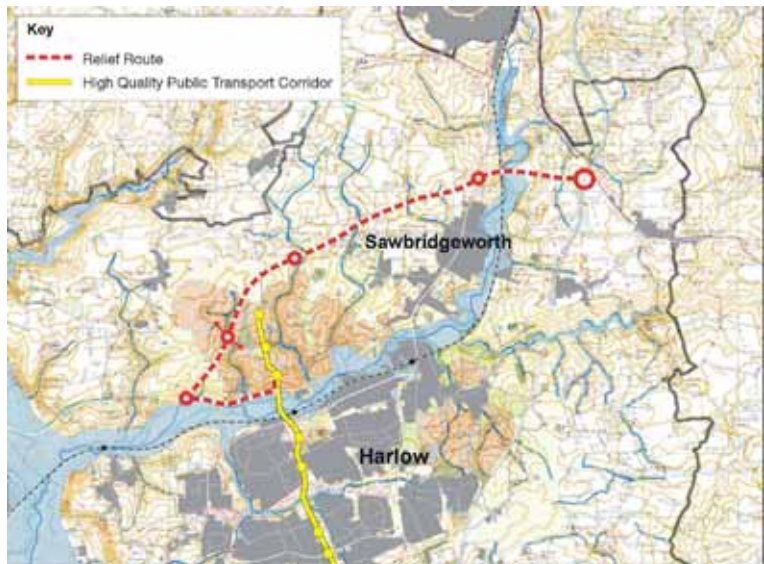 Key
Relief Route
High Quality Public Transport Corridor
Sawbridgeworth
Harlow